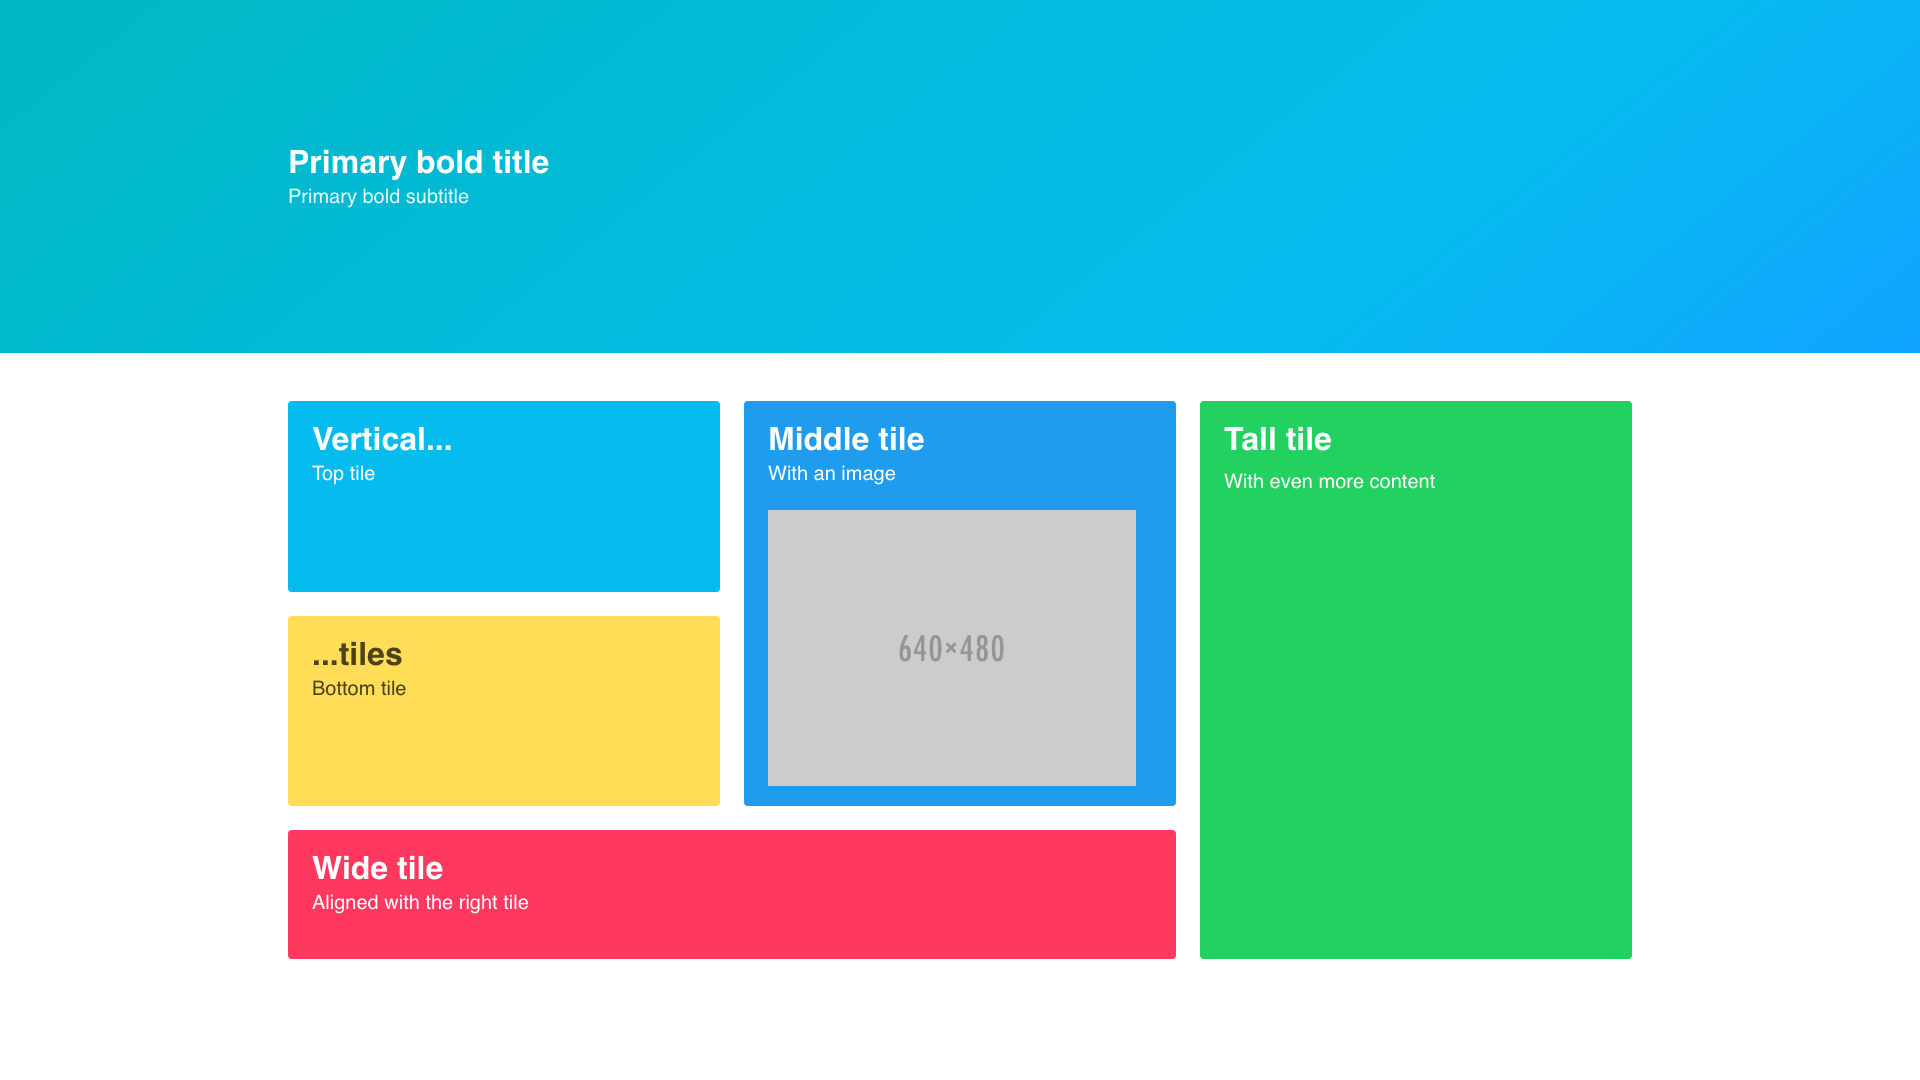 Primary bold title
Primary bold subtitle
Vertical...
Top tile
...tiles
Bottom tile
Middle tile
With an image
640×480
Wide tile
Aligned with the right tile
Tall tile
With even more content